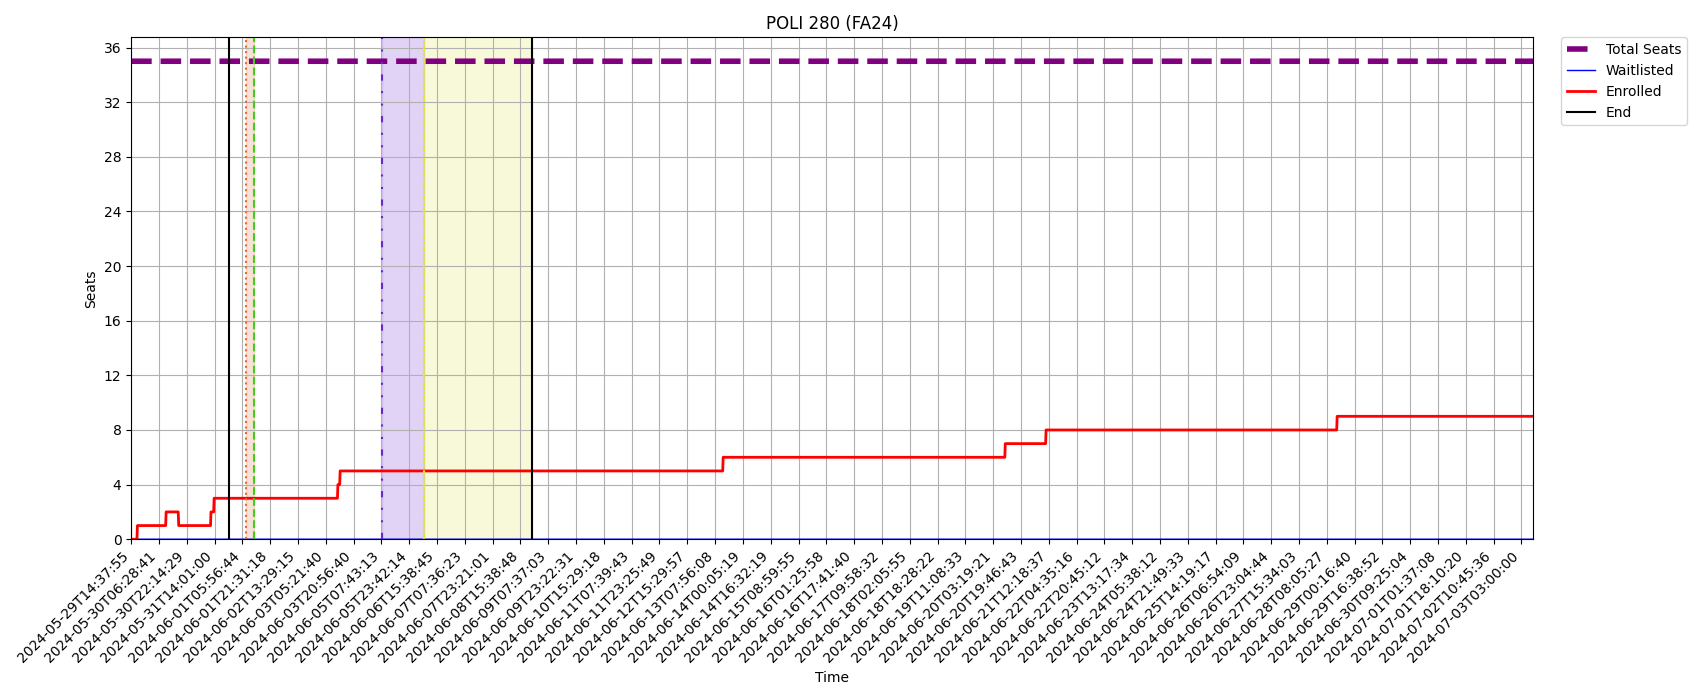 POLI 280 (FA24)
Total Seats
Waitlisted
Enrolled
End
Seats
36
32
28
24
20
16
12
8
4
0
2024-05-29T14:37:55
2024-05-30T06:28:41
2024-05-30T22:14:29
2024-05-31T14:01:00
2024-06-01T05:56:44
2024-06-01T21:31:18
2024-06-02T13:29:15
2024-06-03T05:21:40
2024-06-03T20:56:40
2024-06-05T07:43:13
2024-06-05T23:42:14
2024-06-06T15:38:45
2024-06-07T07:36:23
2024-06-07T23:21:01
2024-06-08T15:38:48
2024-06-09T07:37:03
2024-06-09T23:22:31
2024-06-10T15:29:18
2024-06-11T07:39:43
2024-06-11T23:25:49
2024-06-12T15:29:57
2024-06-13T07:56:08
2024-06-14T00:05:19
2024-06-14T16:32:19
2024-06-15T08:59:55
2024-06-16T01:25:58
2024-06-16T17:41:40
2024-06-17T09:58:32
2024-06-18T02:05:55
2024-06-18T18:28:22
2024-06-19T11:08:33
2024-06-20T03:19:21
2024-06-20T19:46:43
2024-06-21T12:18:37
2024-06-22T04:35:16
2024-06-22T20:45:12
2024-06-23T13:17:34
2024-06-24T05:38:12
2024-06-24T21:49:33
2024-06-25T14:19:17
2024-06-26T06:54:09
2024-06-26T23:04:44
2024-06-27T15:34:03
2024-06-28T08:05:27
2024-06-29T00:16:40
2024-06-29T16:38:52
2024-06-30T09:25:04
2024-07-01T01:37:08
2024-07-01T18:10:20
2024-07-02T10:45:36
2024-07-03T03:00:00
Time